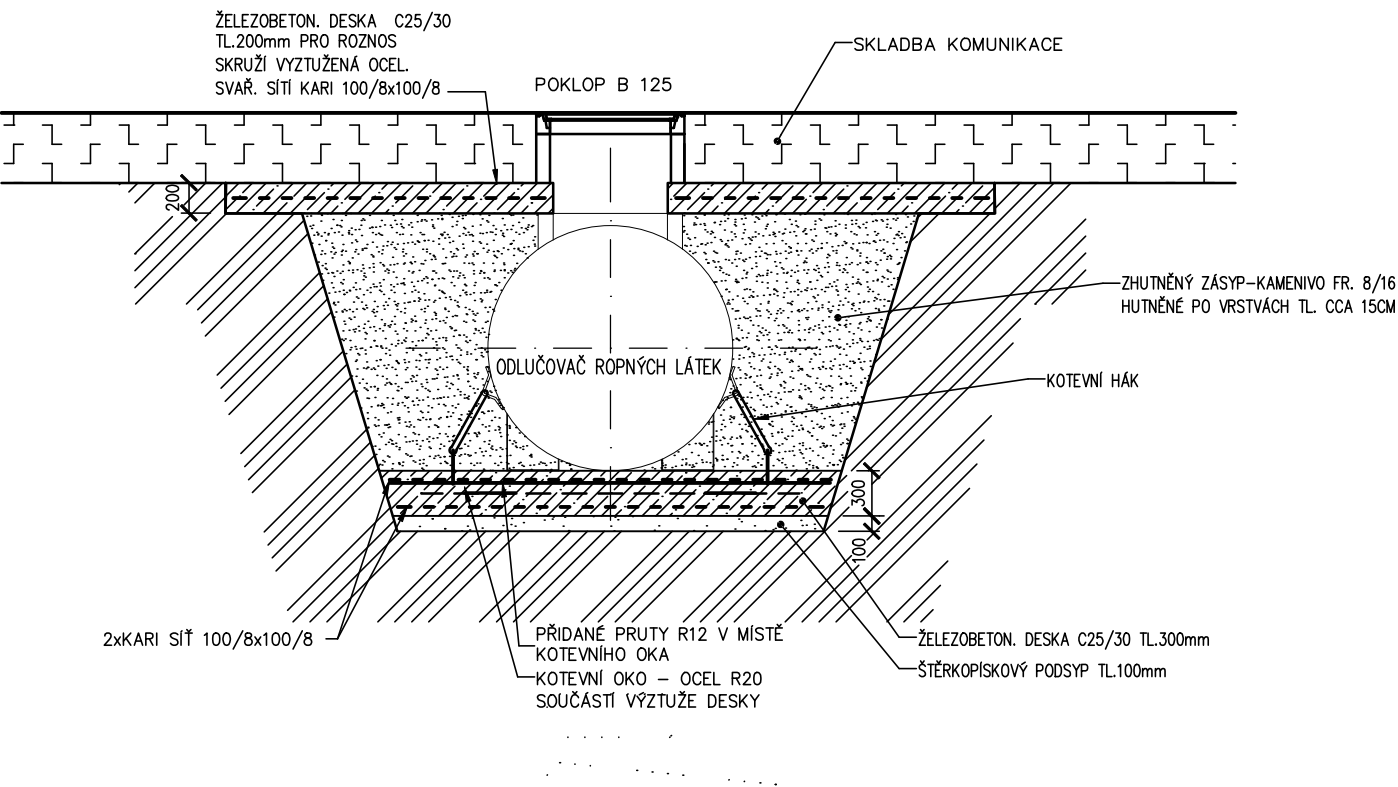 ŽELEZOBETON. DESKA C25/30
TL.200mm PRO ROZNOS
SKRUŽÍ VYZTUŽENÁ OCEL.
SVAŘ. SÍTÍ KARI 100/8x100/8
POKLOP B 125
SKLADBA KOMUNIKACE
200
ZHUTNĚNÝ ZÁSYP-KAMENIVO FR. 8/16
HUTNĚNÉ PO VRSTVÁCH TL. CCA 15CM
ODLUČOVAČ ROPNÝCH LÁTEK
KOTEVNÍ HÁK
300
100
2xKARI SÍŤ 100/8x100/8
PŘIDANÉ PRUTY R12 V MÍSTĚ
KOTEVNÍHO OKA
KOTEVNÍ OKO - OCEL R20
SOUČÁSTÍ VÝZTUŽE DESKY
ŽELEZOBETON. DESKA C25/30 TL.300mm
ŠTĚRKOPÍSKOVÝ PODSYP TL.100mm